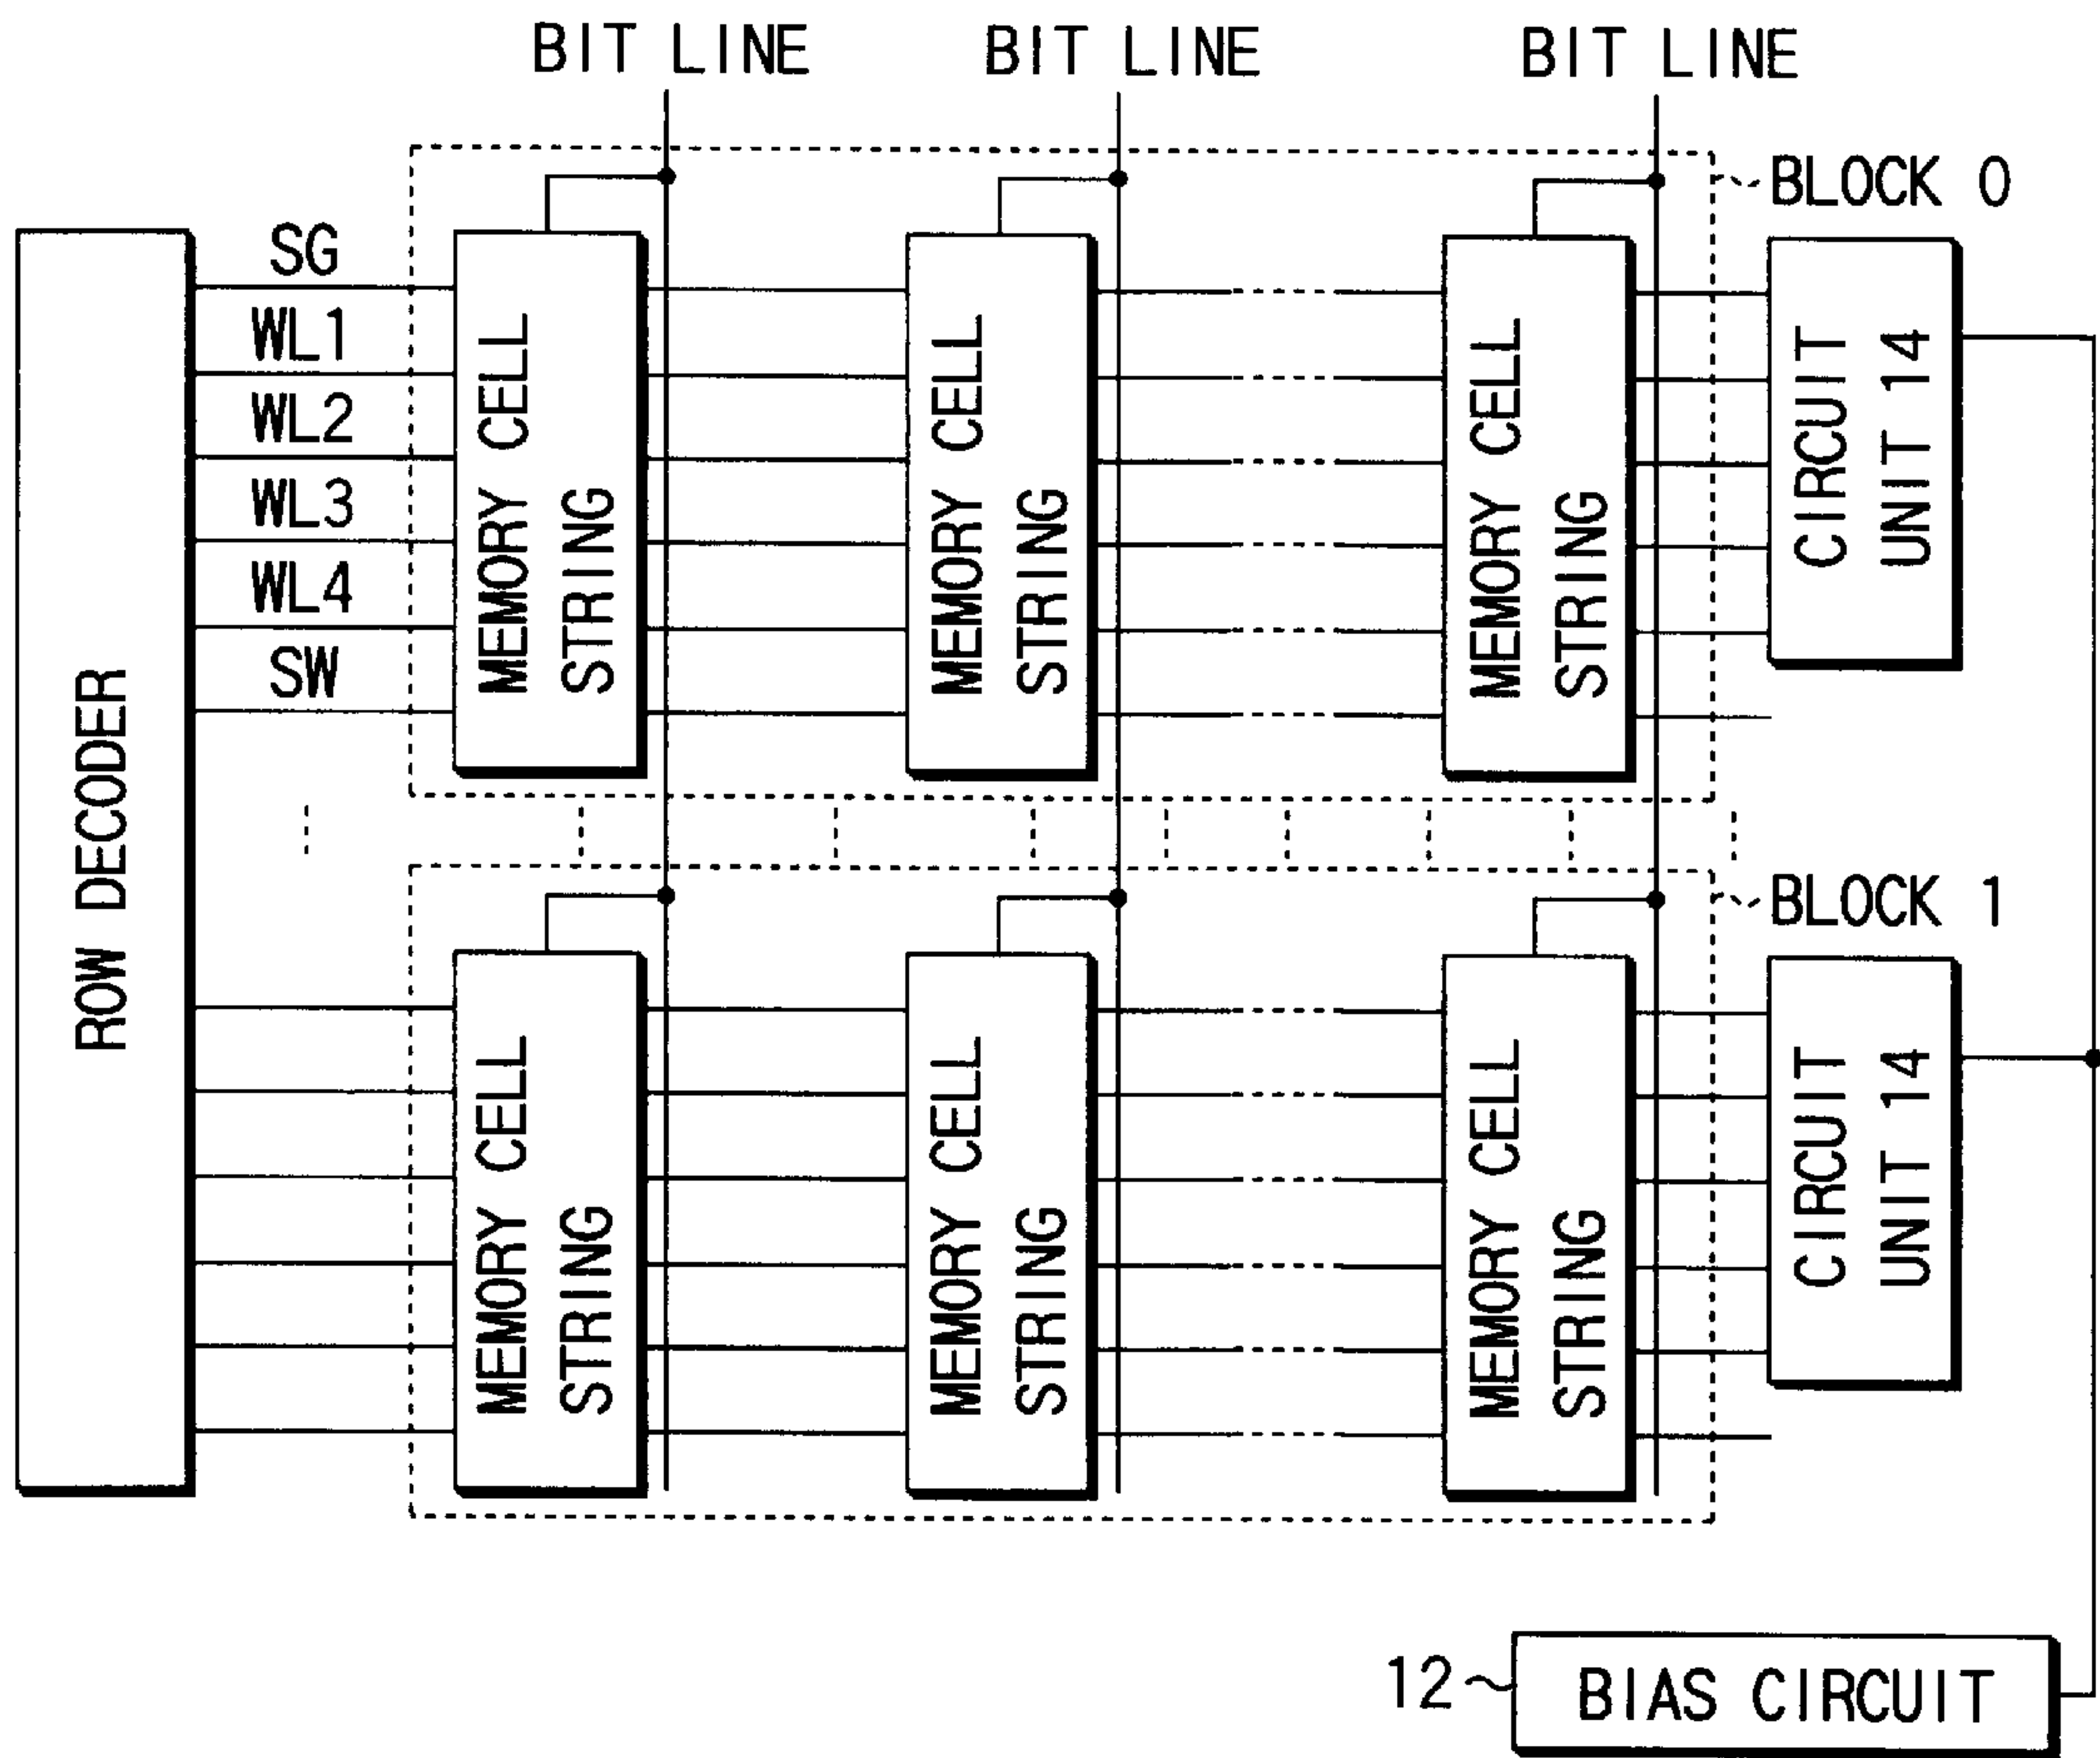 BIT LINE
BIT LINE
BIT LINE
BLOCK 0
SG
WL1
WL2
WL3
WL4
SW
ROW DECODER
MEMORY CELL
STRING
MEMORY CELL
STRING
MEMORY CELL
STRING
CIRCUIT
UNIT 14
BLOCK 1
MEMORY CELL
STRING
MEMORY CELL
STRING
MEMORY CELL
STRING
CIRCUIT
UNIT 14
12
BIAS CIRCUIT